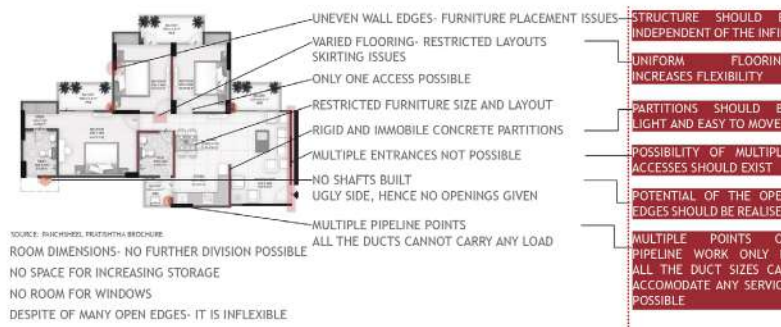 UNEVEN WALL EDGES- FURNITURE PLACEMENT ISSUES
VARIED FLOORING- RESTRICTED LAYOUTS
SKIRTING ISSUES
ONLY ONE ACCESS POSSIBLE
RESTRICTED FURNITURE SIZE AND LAYOUT
RIGID AND IMMOBILE CONCRETE PARTITIONS
MULTIPLE ENTRANCES NOT POSSIBLE
NO SHAFTS BUILT
UGLY SIDE, HENCE NO OPENINGS GIVEN
MULTIPLE PIPELINE POINTS
ALL THE DUCTS CANNOT CARRY ANY LOAD
SOURCE: PANCHSHEEL PRATISHTHA BROCHURE
ROOM DIMENSIONS- NO FURTHER DIVISION POSSIBLE
NO SPACE FOR INCREASING STORAGE
NO ROOM FOR WINDOWS
DESPITE OF MANY OPEN EDGES- IT IS INFLEXIBLE
STRUCTURE SHOULD
INDEPENDENT OF THE
UNIFORM
INCREASES FLEXIBILITY
PARTITIONS SHOULD
LIGHT AND EASY TO MOVE
POSSIBILITY OF
ACCESSES SHOULD EXIST
POTENTIAL OF THE
EDGES SHOULD BE
MULTIPLE POINTS
PIPELINE WORK ONLY
ALL THE DUCT SIZES
ACCOMODATE ANY
POSSIBLE